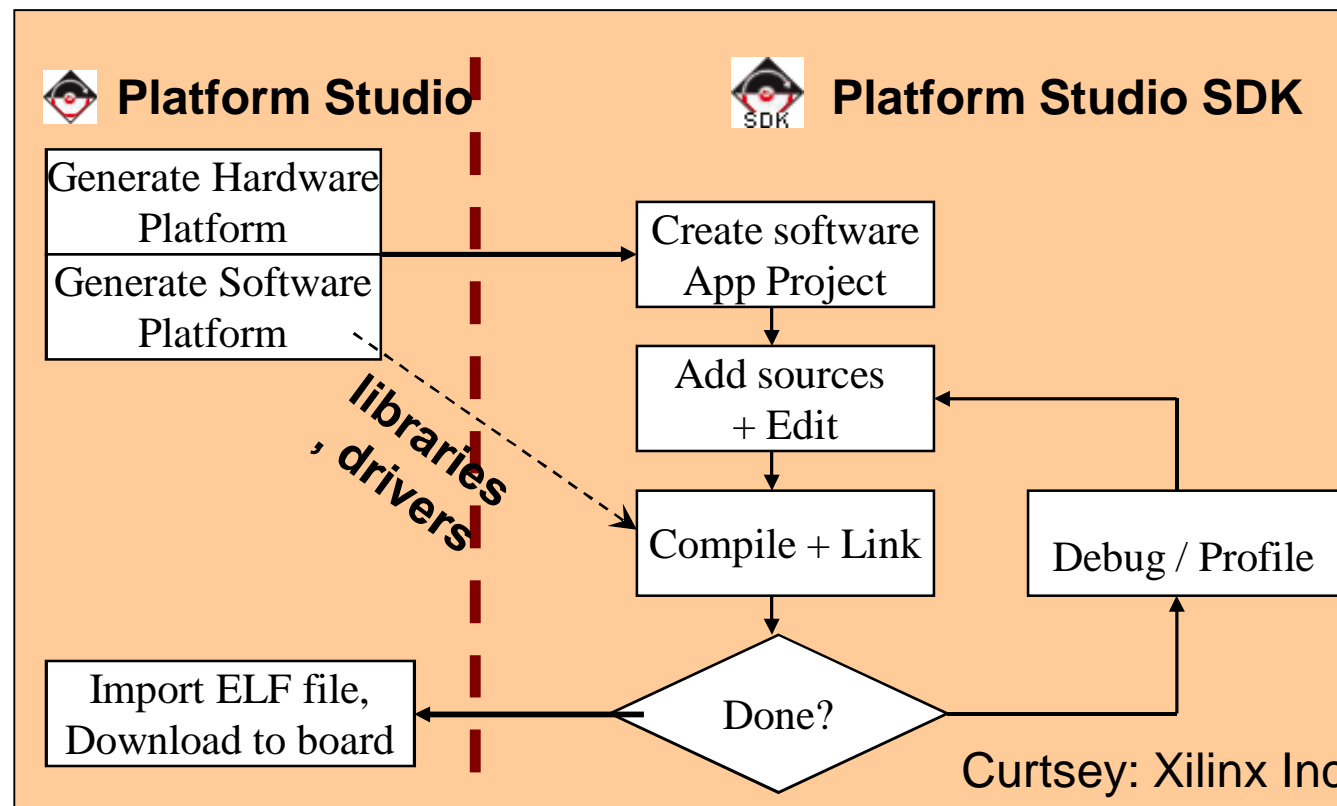 Platform Studio
SDK
Platform Studio SDK
Generate Hardware
Platform
Generate Software
Platform
libraries
, drivers
Create software
App Project
Add sources
+ Edit
Compile + Link
Debug / Profile
Done?
Import ELF file,
Download to board
Curtsey: Xilinx Inc